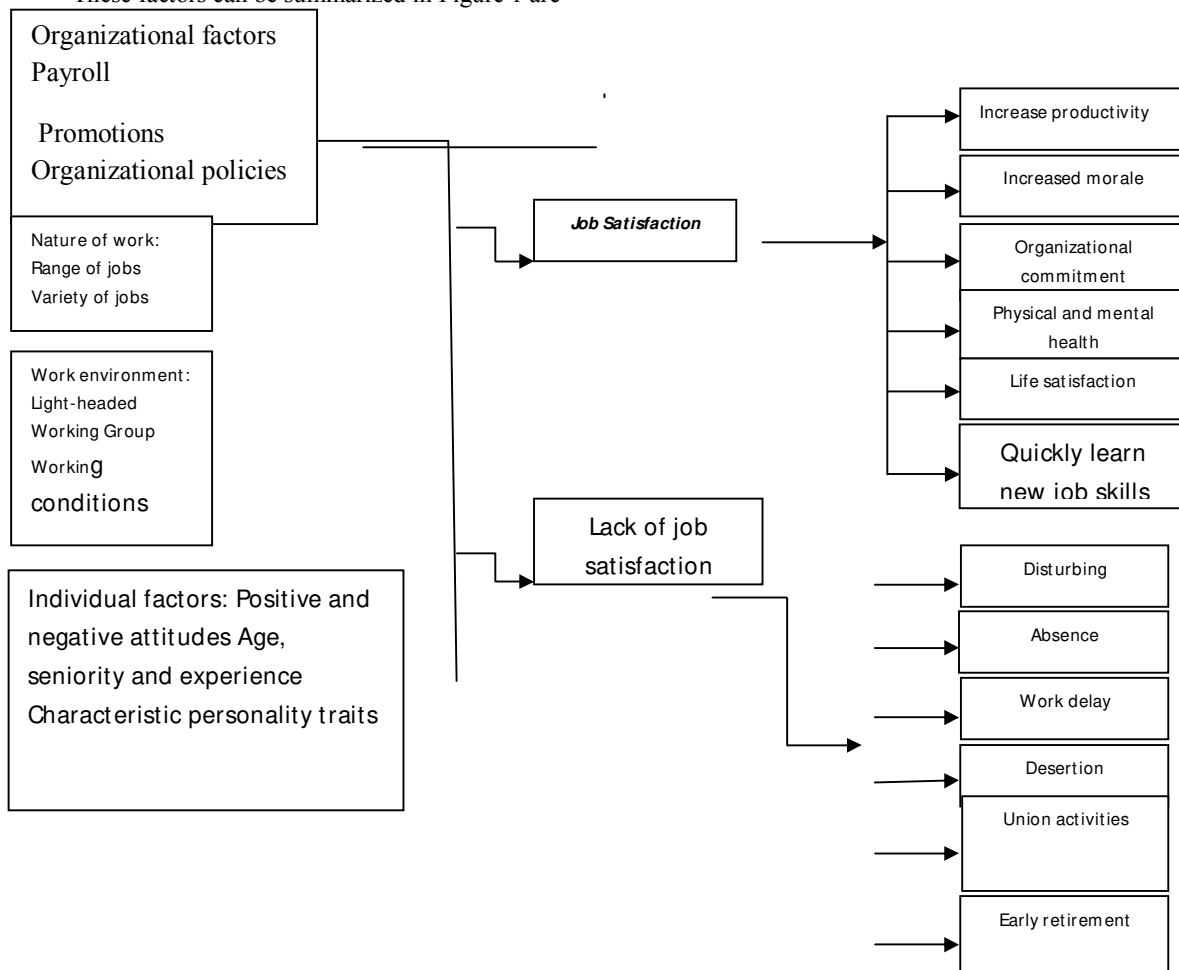 These factors can be summarized in Figure 1 are
Organizational factors
Payroll
Promotions
Organizational policies
Nature of work:
Range of jobs
Variety of jobs
Work environment:
Light-headed
Working Group
Working
conditions
Individual factors: Positive and
negative attitudes Age,
seniority and experience
Characteristic personality traits
Job Satisfaction
Lack of job
satisfaction
Increase productivity
Increased morale
Organizational
commitment
Physical and mental
health
Life satisfaction
Quickly learn
new job skills
Disturbing
Absence
Work delay
Desertion
Union activities
Early retirement